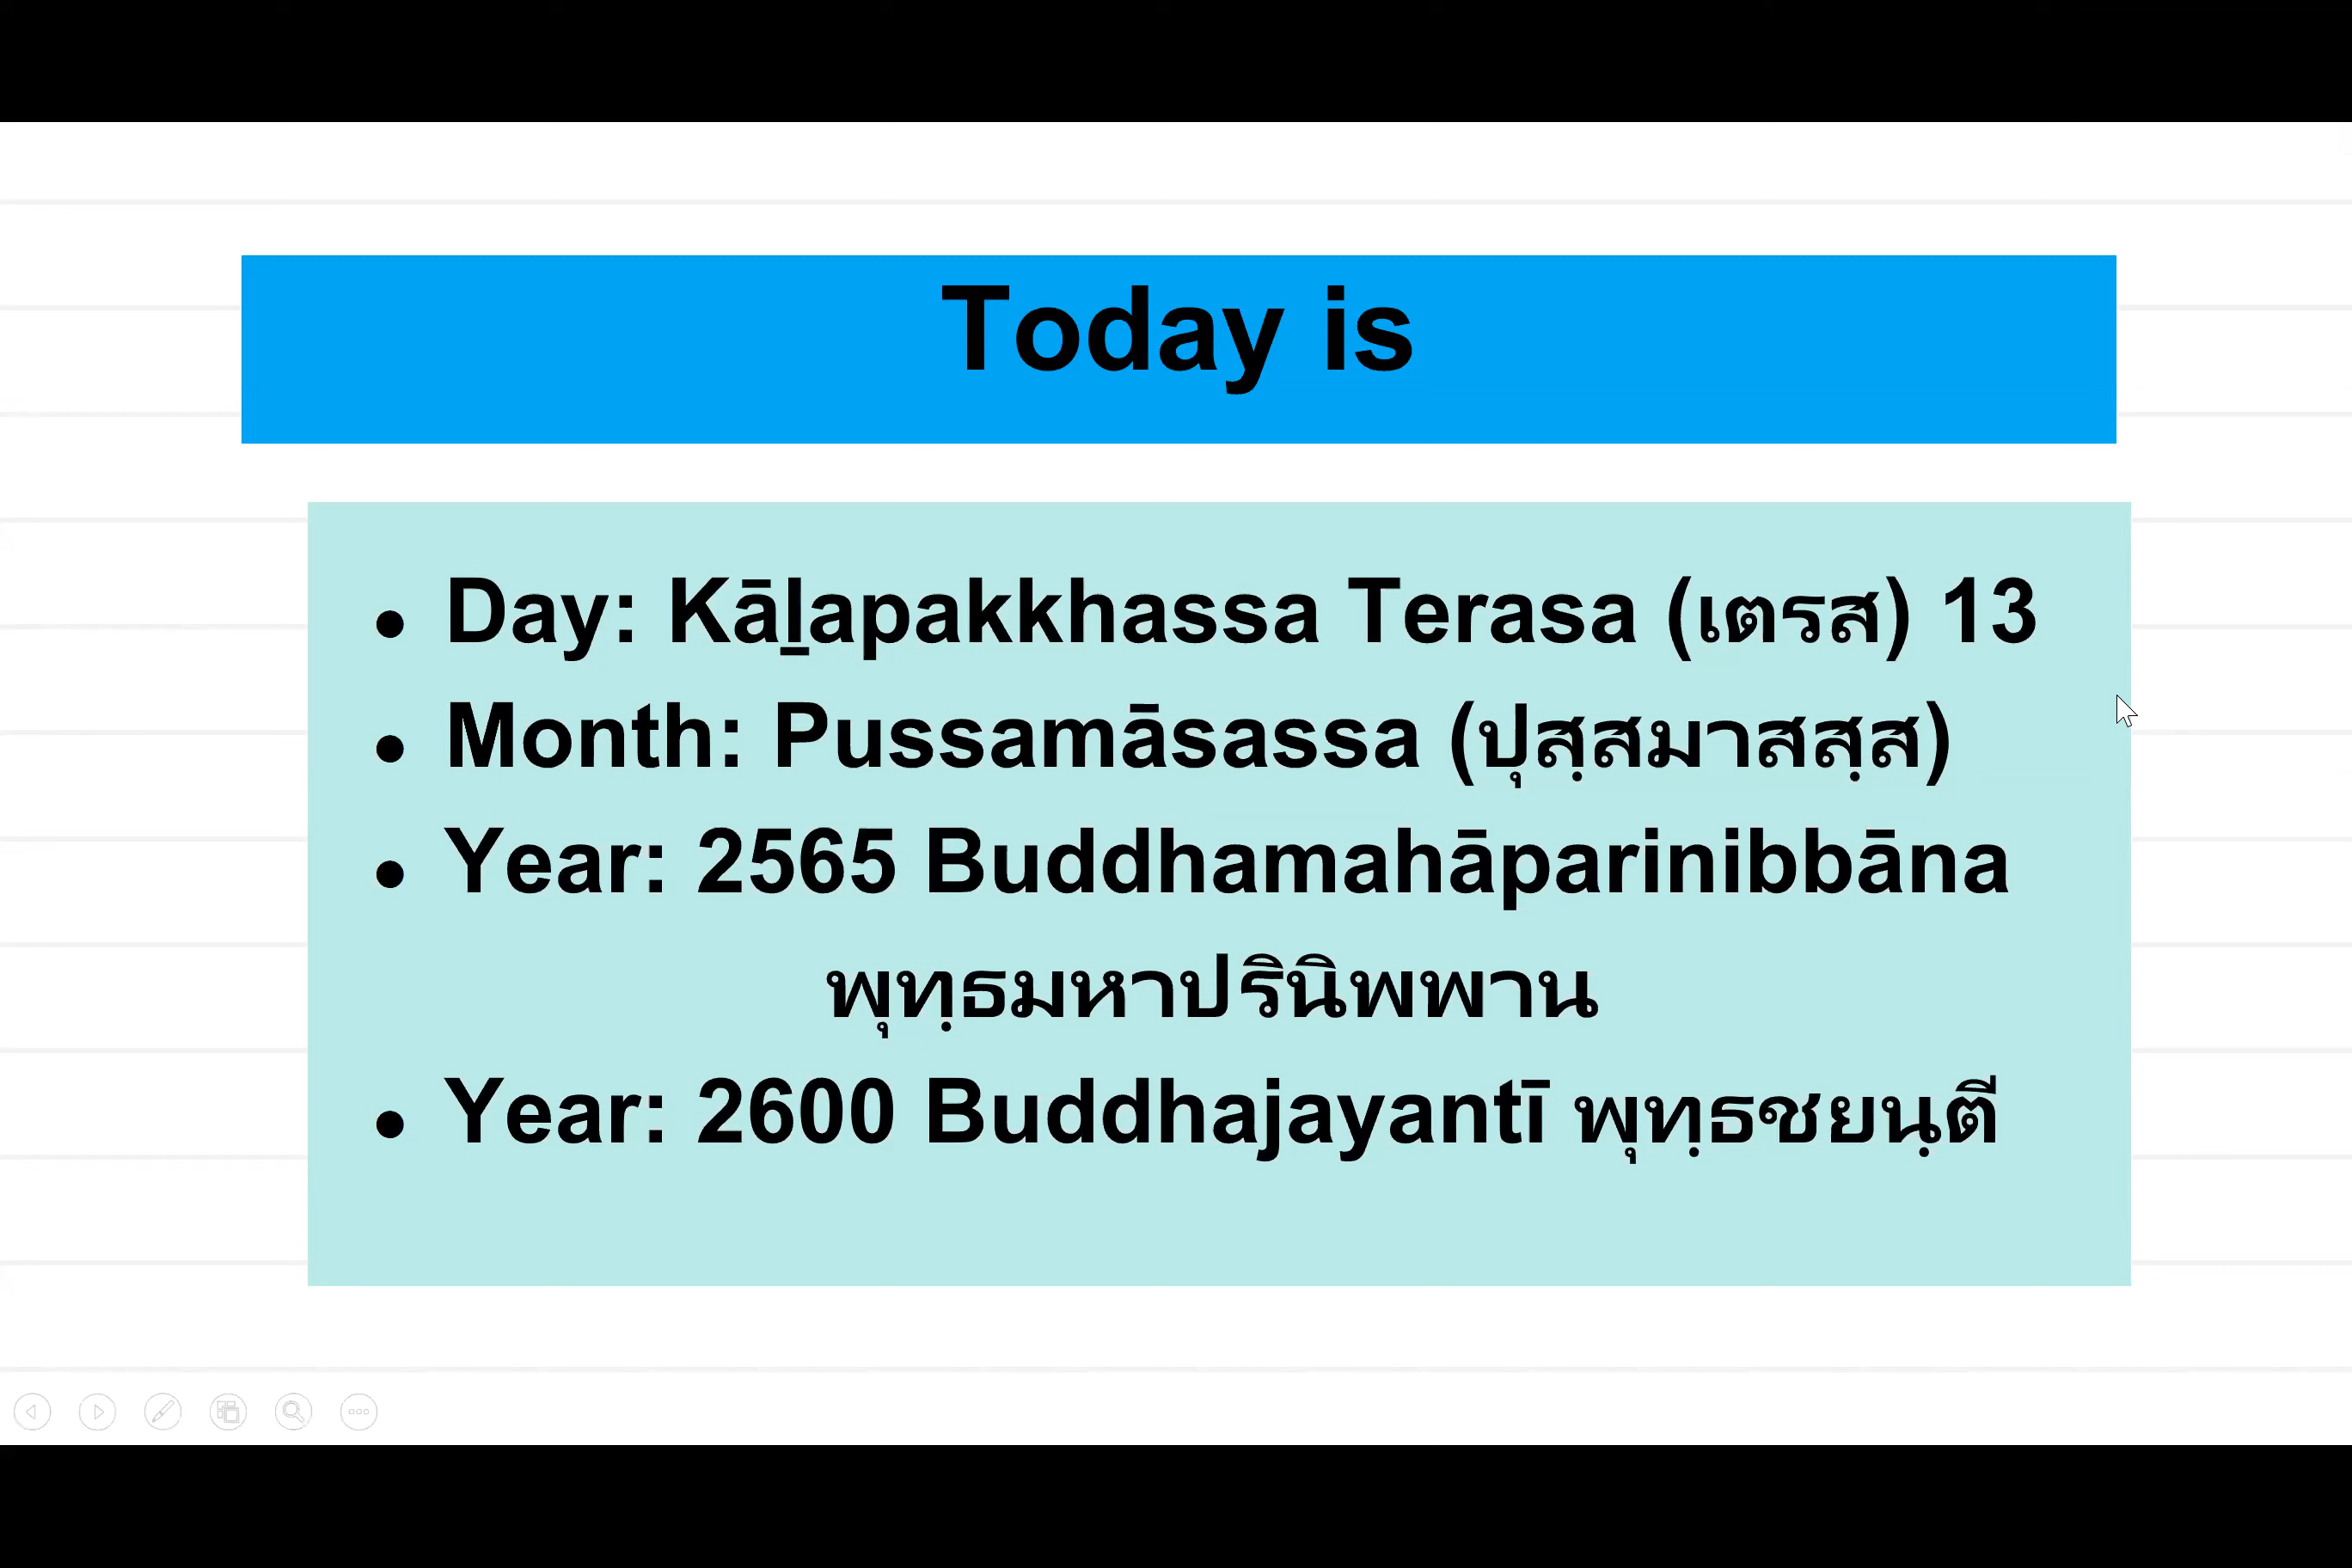 Today is
• Day: Kāḻapakkhassa Terasa (เตรส) 13
• Month: Pussamāsassa (ปุสฺสมาสสฺส)
• Year: 2565 Buddhamahāparinibbāna
พุทฺธมหาปรินิพพาน
• Year: 2600 Buddhajayantī พุทฺธชยนฺตี